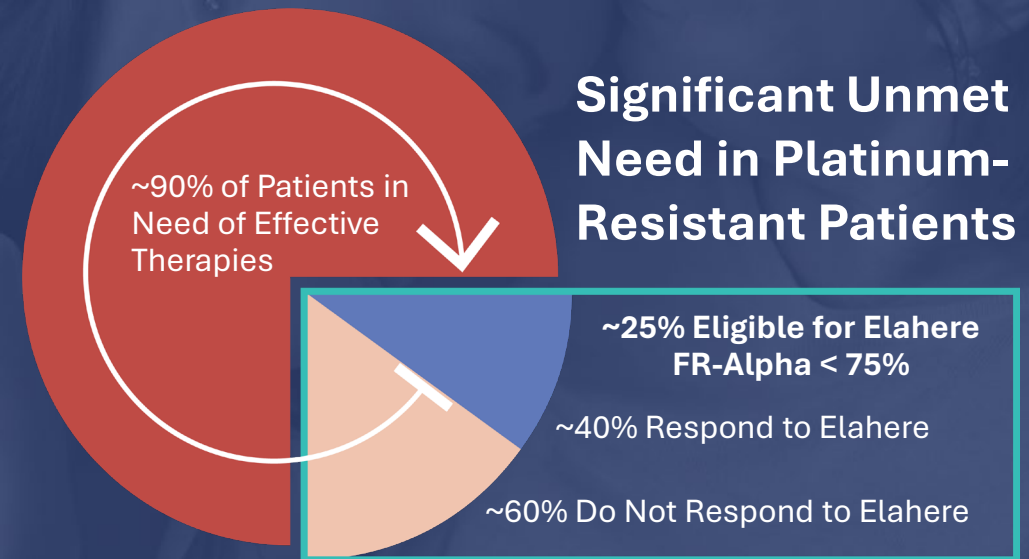 Significant Unmet
Need in Platinum-
Resistant Patients
~90% of Patients in
Need of Effective
Therapies
~25% Eligible for Elahere
FR-Alpha < 75%
~40% Respond to Elahere
~60% Do Not Respond to Elahere